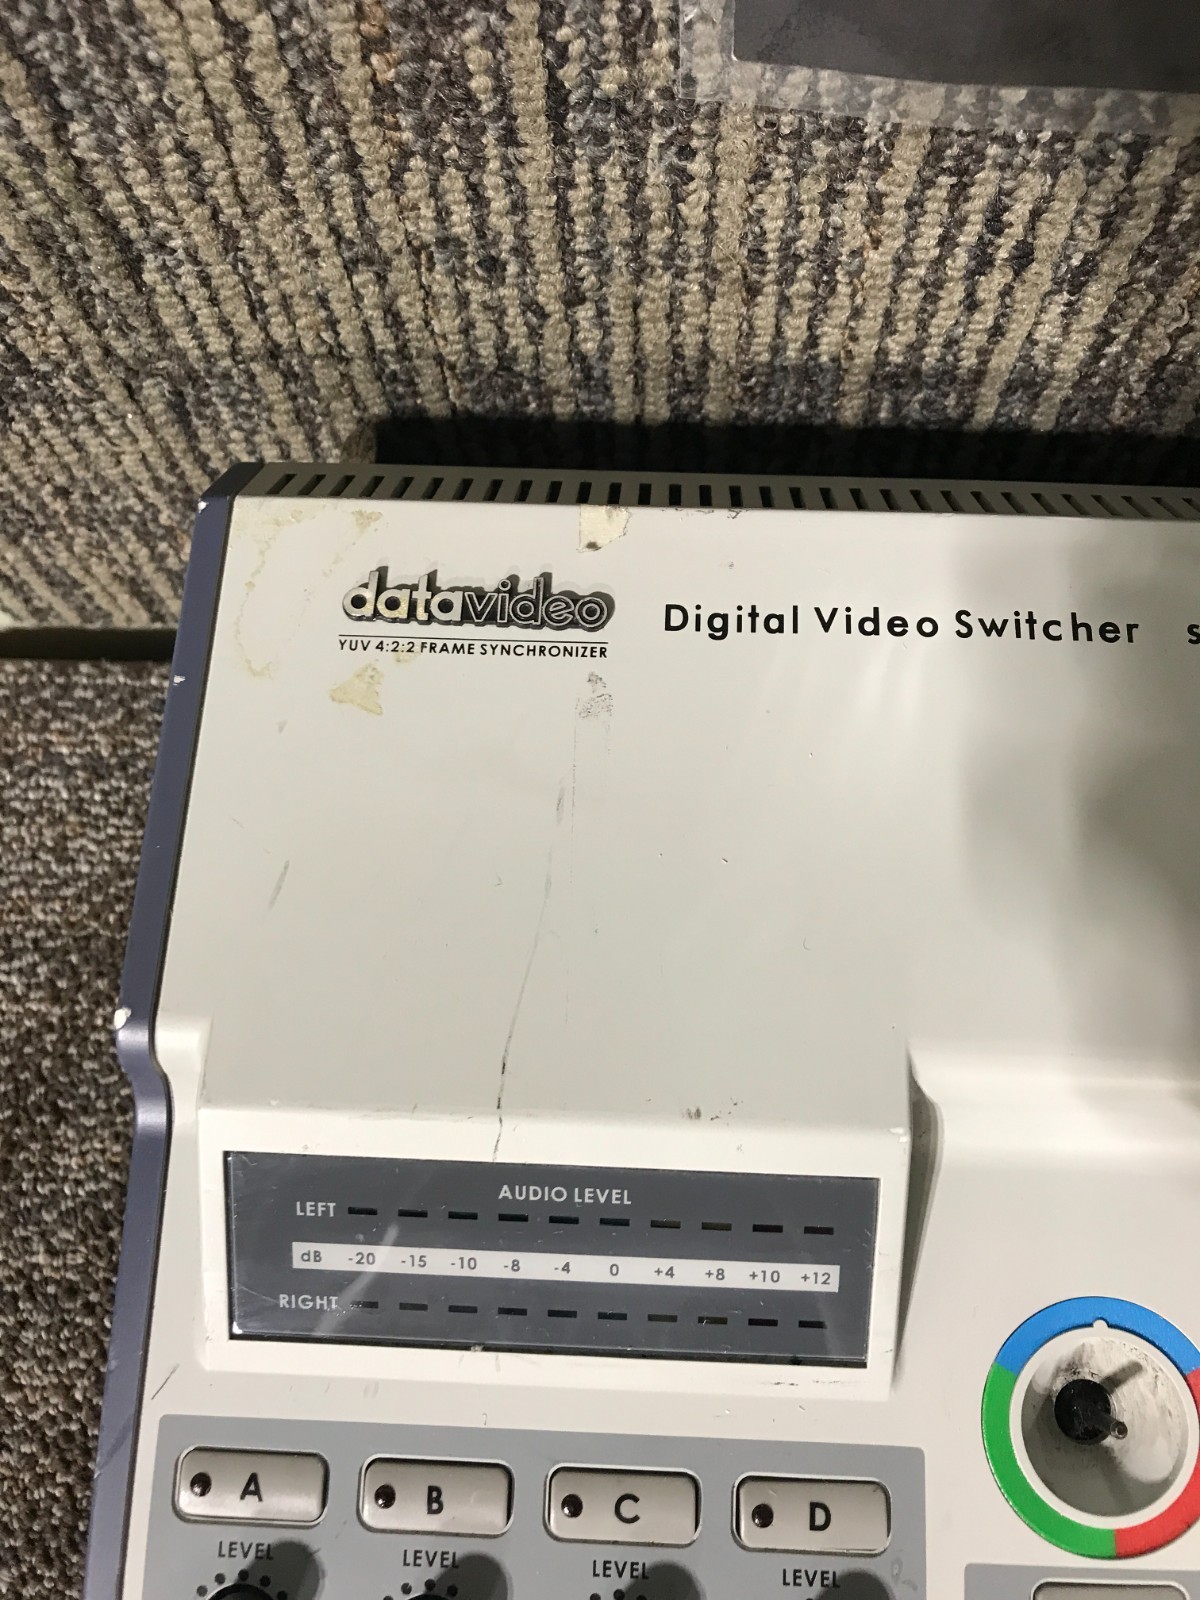 datavideo
YUV 4:2:2 FRAME SYNCHRONIZER
Digital Video Switcher
AUDIO LEVEL
LEFT
dB -20 -15 -10 -8 -4 0 +4 +8 +10 +12
RIGHT
A B C D
LEVEL LEVEL LEVEL LEVEL